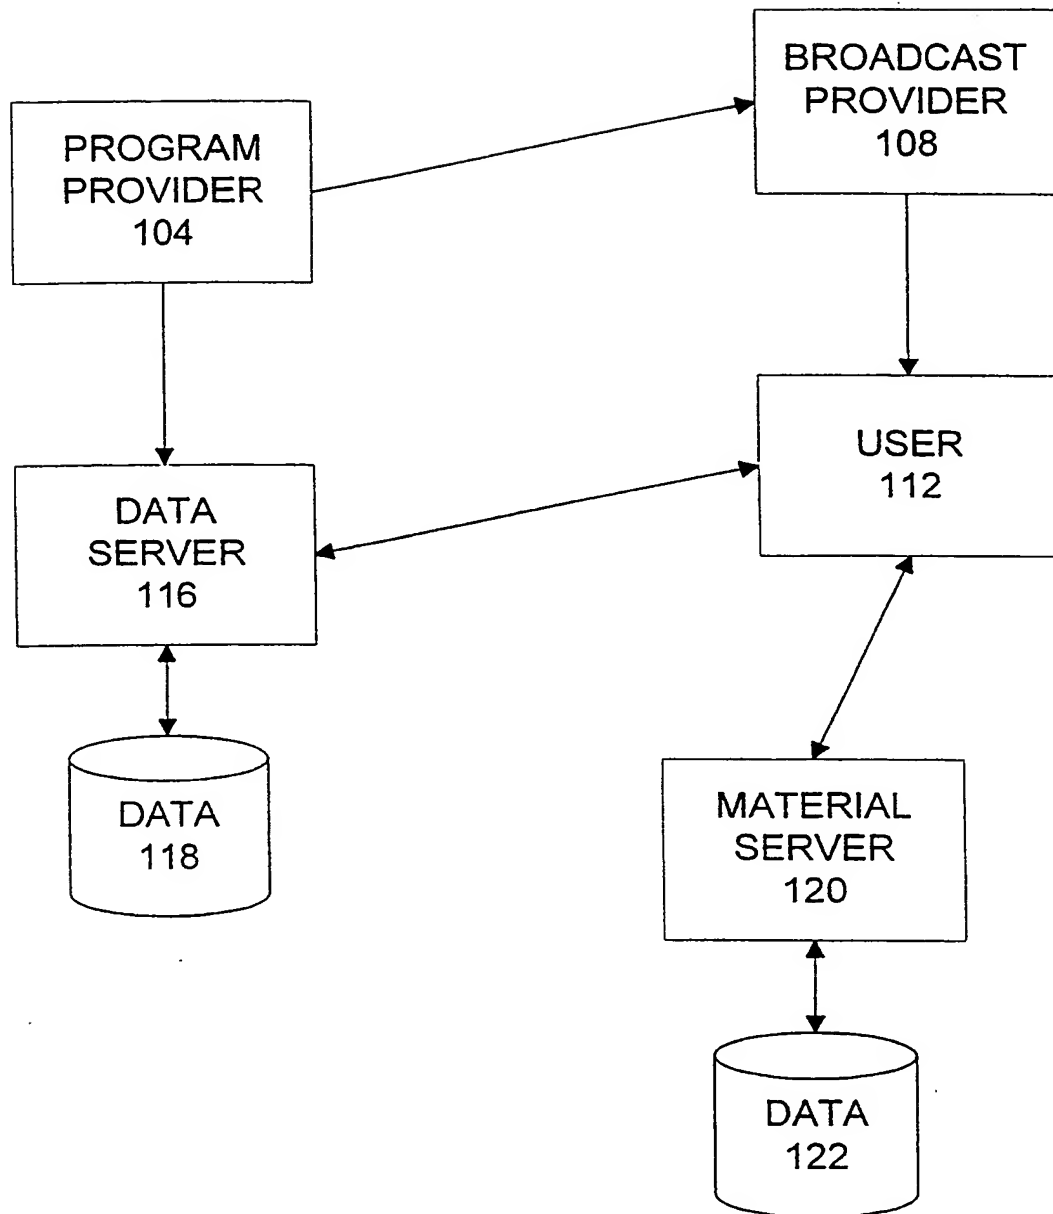 BROADCAST
PROVIDER
108
PROGRAM
PROVIDER
104
USER
112
DATA
SERVER
116
DATA
118
MATERIAL
SERVER
120
DATA
122